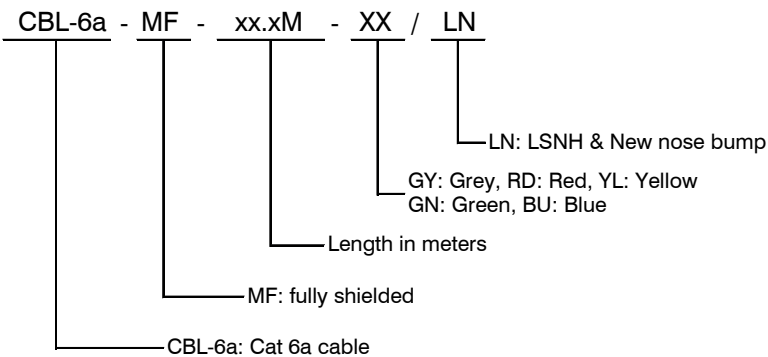 CBL-6a - MF - xx.xM - XX / LN
LN: LSNH & New nose bump
GY: Grey, RD: Red, YL: Yellow
GN: Green, BU: Blue
Length in meters
MF: fully shielded
CBL-6a: Cat 6a cable